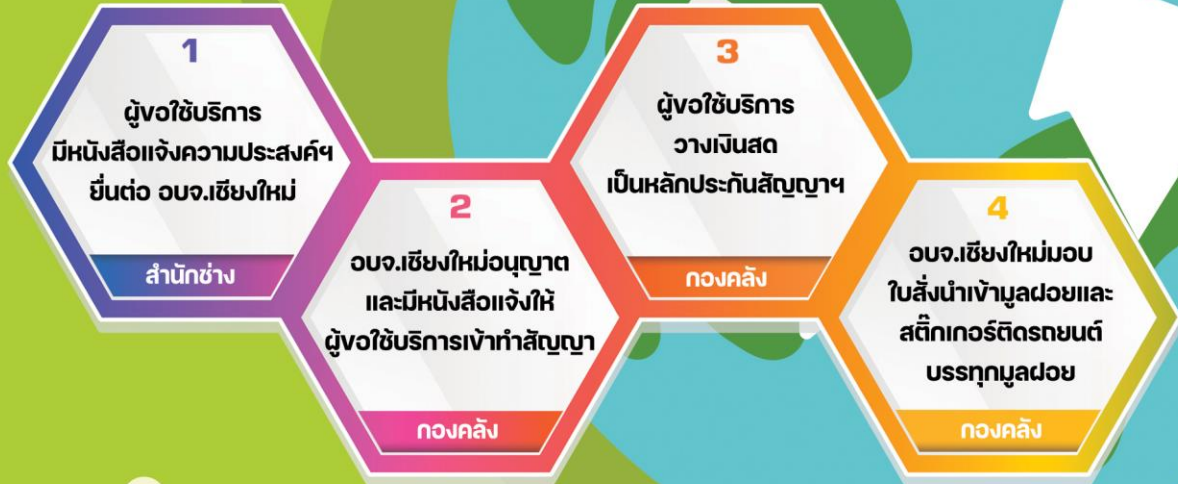 1
ผู้ขอใช้บริการ
มีหนังสือแจ้งความประสงค์ฯ
ยื่นต่อ อบจ.เชียงใหม่
สำนักช่าง
2
อบจ.เชียงใหม่อนุญาต
และมีหนังสือแจ้งให้
ผู้ขอใช้บริการเข้าทำสัญญา
กองคลัง
3
ผู้ขอใช้บริการ
วางเงินสด
เป็นหลักประกันสัญญาฯ
กองคลัง
4
อบจ.เชียงใหม่มอบ
ใบสั่งนำเข้ามูลฝอยและ
สติ๊กเกอร์ติดรถยนต์
บรรทุกมูลฝอย
กองคลัง